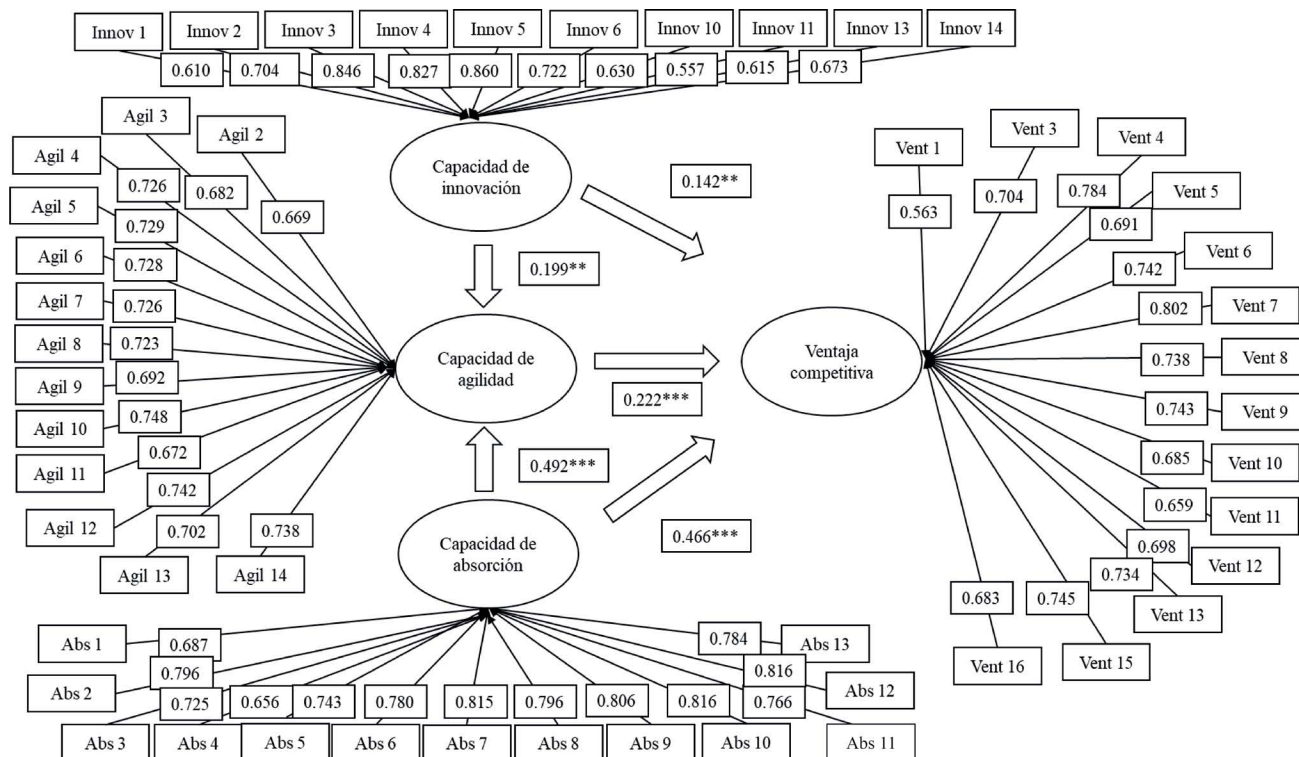 Innov 1
Innov 2
Innov 3
Innov 4
Innov 5
Innov 6
Innov 10
Innov 11
Innov 13
Innov 14
0.610
0.704
0.846
0.827
0.860
0.722
0.630
0.557
0.615
0.673
Agil 3
Agil 2
Agil 4
Agil 5
Agil 6
Agil 7
Agil 8
Agil 9
Agil 10
Agil 11
Agil 12
Agil 13
Agil 14
0.726
0.682
0.669
0.729
0.728
0.726
0.723
0.692
0.748
0.672
0.742
0.702
0.738
Capacidad de
innovación
0.142**
0.199**
Capacidad de
agilidad
0.222***
0.492***
Capacidad de
absorción
0.466***
Ventaja
competitiva
Vent 1
Vent 3
Vent 4
Vent 5
Vent 6
Vent 7
Vent 8
Vent 9
Vent 10
Vent 11
Vent 12
Vent 13
Vent 15
Vent 16
0.563
0.704
0.784
0.691
0.742
0.802
0.738
0.743
0.685
0.659
0.698
0.734
0.745
0.683
Abs 1
Abs 2
Abs 3
Abs 4
Abs 5
Abs 6
Abs 7
Abs 8
Abs 9
Abs 10
Abs 11
Abs 12
Abs 13
0.687
0.796
0.725
0.656
0.743
0.780
0.815
0.796
0.806
0.816
0.766
0.816
0.784